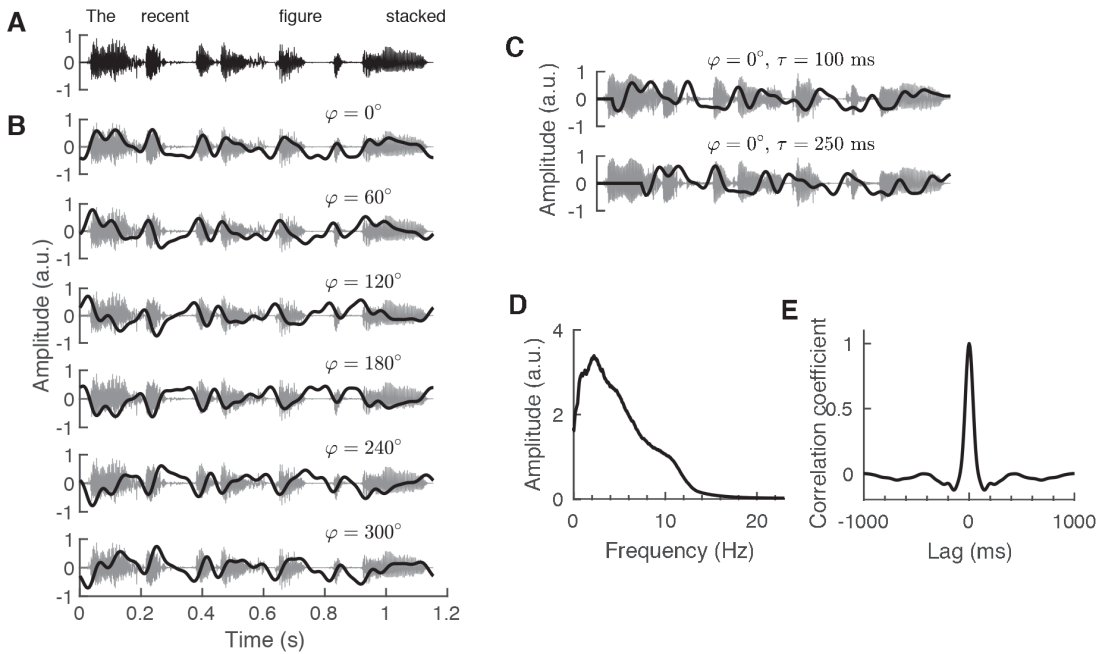 A
The recent figure stacked
1
0
-1
B
φ = 0°
1
0
-1
φ = 60°
1
0
-1
φ = 120°
1
0
-1
φ = 180°
1
0
-1
φ = 240°
1
0
-1
φ = 300°
1
0
-1
Amplitude (a.u.)
0 0.2 0.4 0.6 0.8 1 1.2
Time (s)
C
φ = 0°, τ = 100 ms
1
0
-1
φ = 0°, τ = 250 ms
1
0
-1
Amplitude (a.u.)
D
4
2
0
Amplitude (a.u.)
0 10 20
Frequency (Hz)
E
1
0.5
0
Correlation coefficient
-1000 0 1000
Lag (ms)